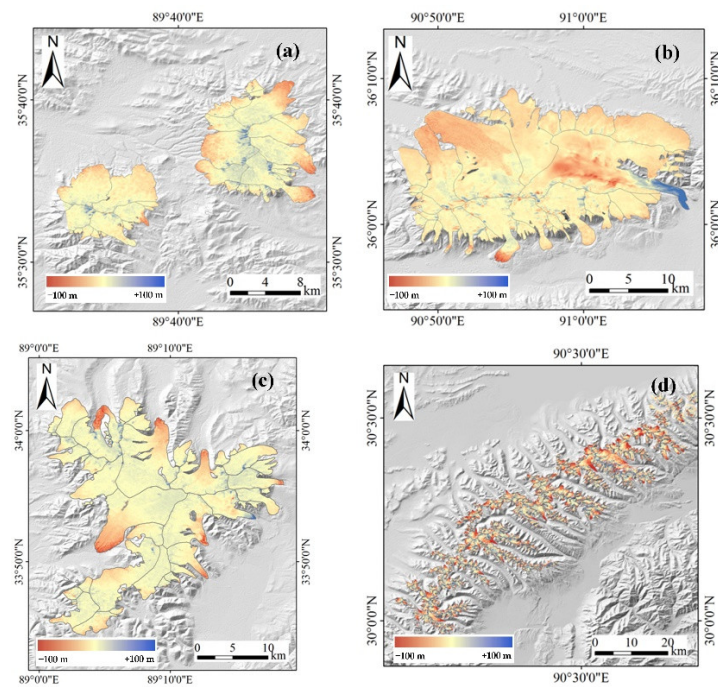 89°40'0"E
N
(a)
35°40'0"N
35°40'0"N
35°30'0"N
35°30'0"N
−100 m
+100 m
0 4 8
km
89°40'0"E
90°50'0"E
91°0'0"E
N
(b)
36°10'0"N
36°10'0"N
36°0'0"N
36°0'0"N
−100 m
+100 m
0 5 10
km
90°50'0"E
91°0'0"E
89°0'0"E
89°10'0"E
N
(c)
34°0'0"N
34°0'0"N
33°50'0"N
33°50'0"N
−100 m
+100 m
0 5 10
km
89°0'0"E
89°10'0"E
90°30'0"E
N
(d)
30°30'0"N
30°30'0"N
30°0'0"N
30°0'0"N
−100 m
+100 m
0 10 20
km
90°30'0"E